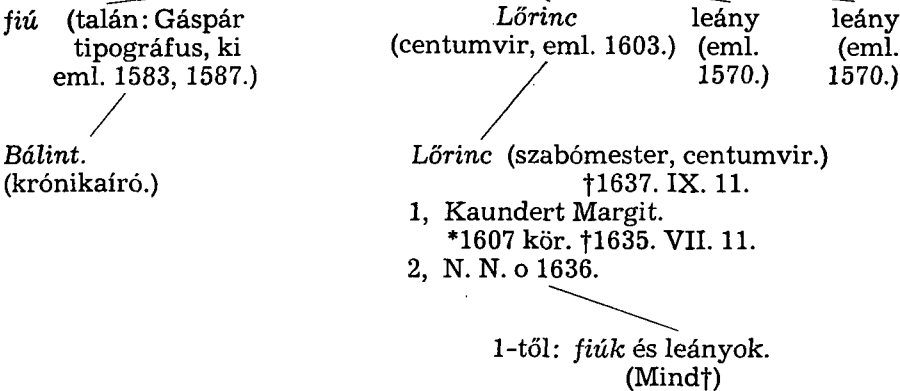 fiú (talán: Gáspár
tipográfus, ki
eml. 1583, 1587.)
Lőrinc
(centumvir, eml. 1603.)
leány
(eml.
1570.)
leány
(eml.
1570.)
Bálint.
(krónikaíró.)
Lőrinc (szabómester, centumvir.)
†1637. IX. 11.
1, Kaundert Margit.
*1607 kör. †1635. VII. 11.
2, N. N. o 1636.
1-től: fiúk és leányok.
(Mind†)